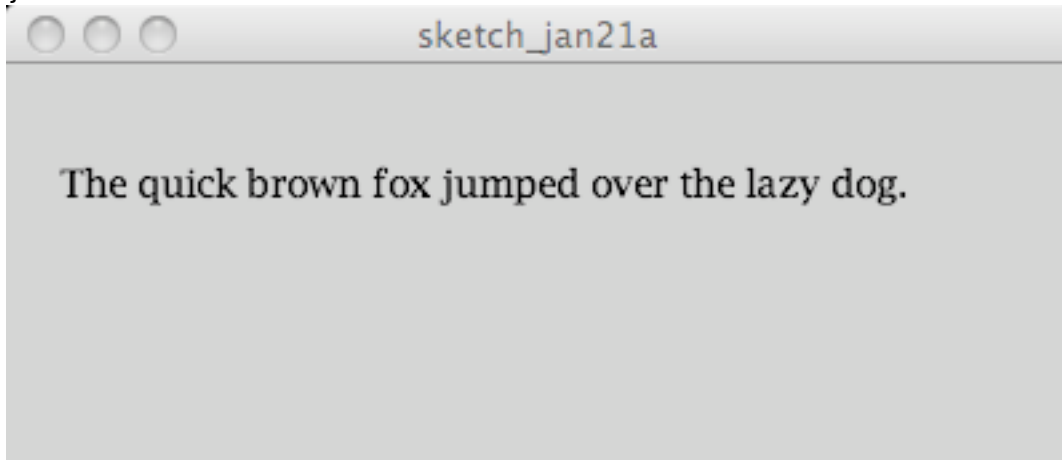 sketch_jan21a
The quick brown fox jumped over the lazy dog.